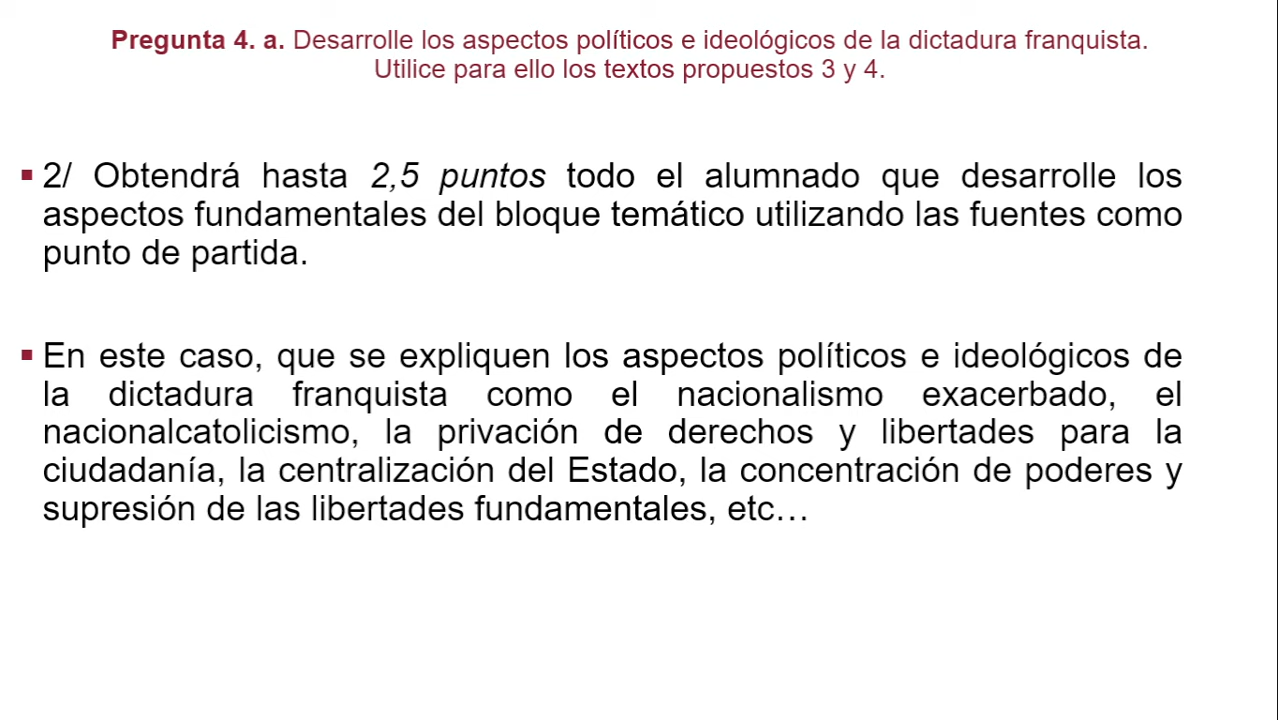 Pregunta 4. a. Desarrolle los aspectos políticos e ideológicos de la dictadura franquista.
Utilice para ello los textos propuestos 3 y 4.
▪ 2/ Obtendrá hasta 2,5 puntos todo el alumnado que desarrolle los
aspectos fundamentales del bloque temático utilizando las fuentes como
punto de partida.
▪ En este caso, que se expliquen los aspectos políticos e ideológicos de
la dictadura franquista como el nacionalismo exacerbado, el
nacionalcatolicismo, la privación de derechos y libertades para la
ciudadanía, la centralización del Estado, la concentración de poderes y
supresión de las libertades fundamentales, etc…